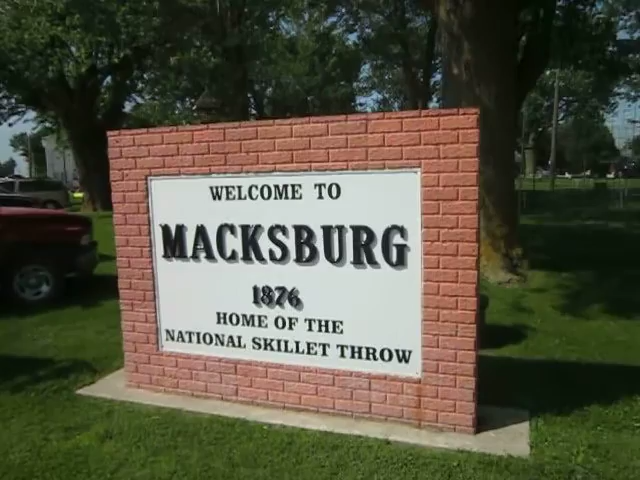 WELCOME TO
MACKSBURG
1876
HOME OF THE
NATIONAL SKILLET THROW